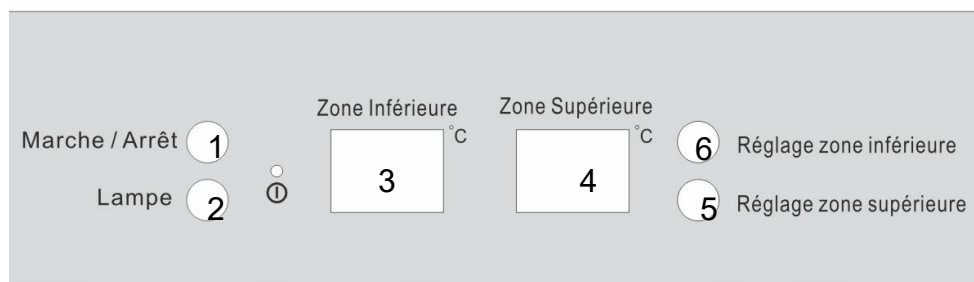 Zone Inférieure
Zone Supérieure
Marche / Arrêt 1
°C
°C
6 Réglage zone inférieure
3
4
Lampe 2
5 Réglage zone supérieure